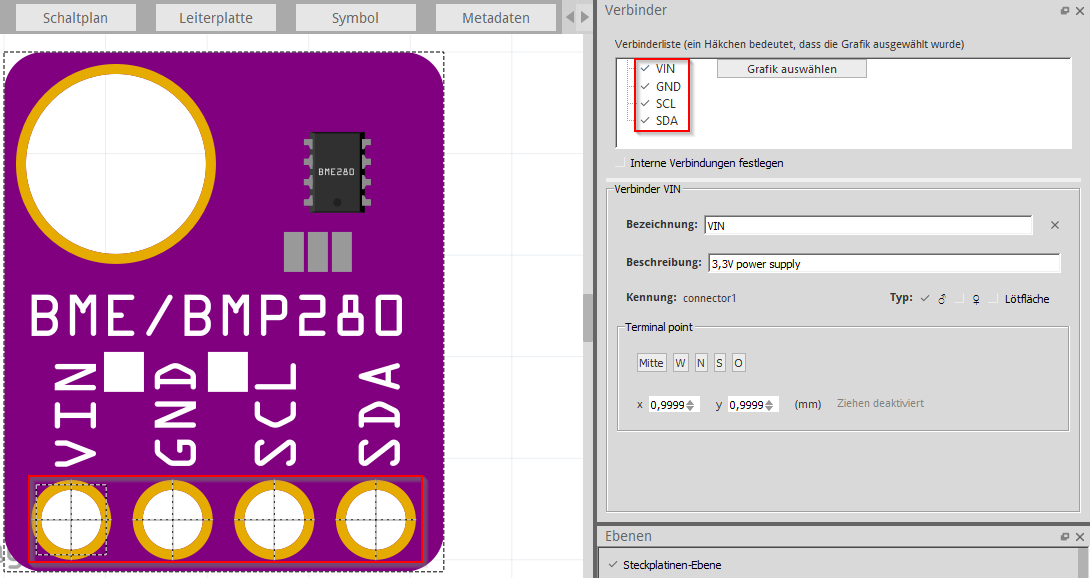 Schaltplan
Leiterplatte
Symbol
Metadaten
BME280
BME/BMP280
VIN
GND
SCL
SDA
Verbinder
Verbinderliste (ein Häkchen bedeutet, dass die Grafik ausgewählt wurde)
VIN
GND
SCL
SDA
Grafik auswählen
Interne Verbindungen festlegen
Verbinder VIN
Bezeichnung: VIN
Beschreibung: 3,3V power supply
Kennung: connector1 Typ: ♂ ♀ Lötfläche
Terminal point
Mitte W N S O
x 0,9999 y 0,9999 (mm) Ziehen deaktiviert
Ebenen
Steckplatinen-Ebene